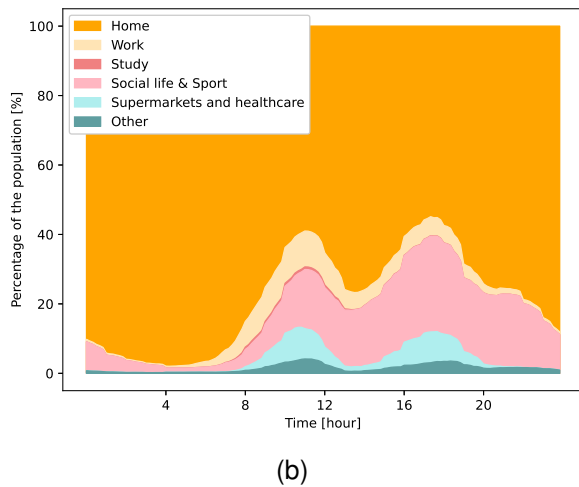 100
80
60
40
20
0
Percentage of the population [%]
Home
Work
Study
Social life & Sport
Supermarkets and healthcare
Other
4
8
12
16
20
Time [hour]
(b)